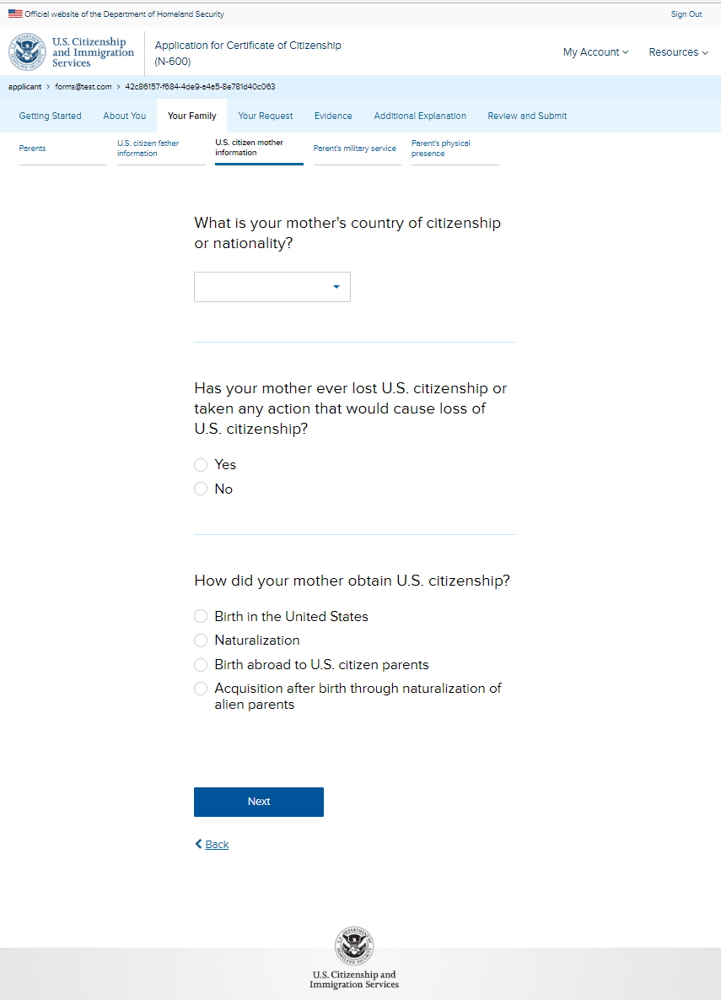 Official website of the Department of Homeland Security
Sign Out
U.S. Citizenship
and Immigration
Services
Application for Certificate of Citizenship
(N-600)
My Account
Resources
applicant > forms@test.com > 42c86157-f684-4de9-a4a5-8e781d40c063
Getting Started
About You
Your Family
Your Request
Evidence
Additional Explanation
Review and Submit
Parents
U.S. citizen father
information
U.S. citizen mother
information
Parent's military service
Parent's physical
presence
What is your mother's country of citizenship
or nationality?
Has your mother ever lost U.S. citizenship or
taken any action that would cause loss of
U.S. citizenship?
Yes
No
How did your mother obtain U.S. citizenship?
Birth in the United States
Naturalization
Birth abroad to U.S. citizen parents
Acquisition after birth through naturalization of
alien parents
Next
Back
U.S. Citizenship and
Immigration Services